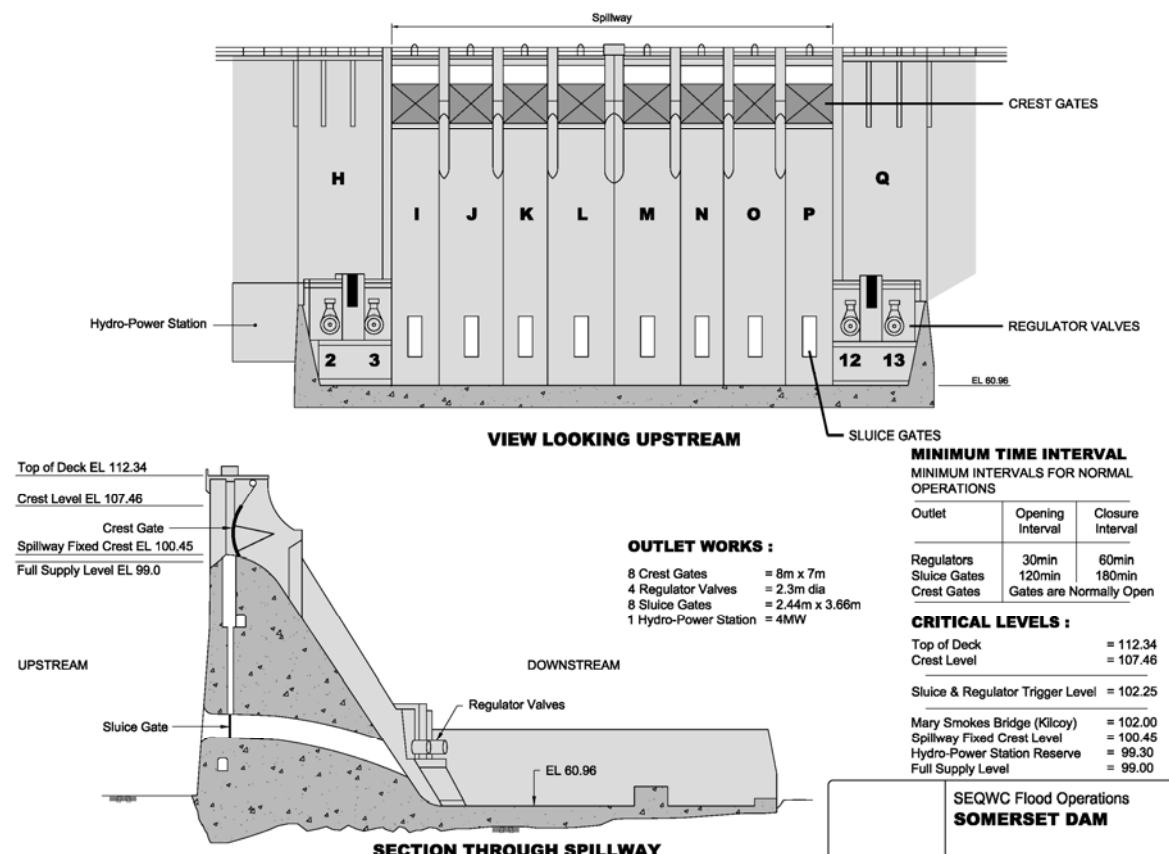 Spillway
CREST GATES
H
Q
I J K L M N O P
Hydro-Power Station
REGULATOR VALVES
2 3
12 13
EL 60.96
VIEW LOOKING UPSTREAM
SLUICE GATES
Top of Deck EL 112.34
Crest Level EL 107.46
Crest Gate
Spillway Fixed Crest EL 100.45
Full Supply Level EL 99.0
UPSTREAM
DOWNSTREAM
Sluice Gate
Regulator Valves
EL 60.96
SECTION THROUGH SPILLWAY
OUTLET WORKS :
8 Crest Gates = 8m x 7m
4 Regulator Valves = 2.3m dia
8 Sluice Gates = 2.44m x 3.66m
1 Hydro-Power Station = 4MW
MINIMUM TIME INTERVAL
MINIMUM INTERVALS FOR NORMAL
OPERATIONS
Outlet Opening Closure
Interval Interval
Regulators 30min 60min
Sluice Gates 120min 180min
Crest Gates Gates are Normally Open
CRITICAL LEVELS :
Top of Deck = 112.34
Crest Level = 107.46
Sluice & Regulator Trigger Level = 102.25
Mary Smokes Bridge (Kilcoy) = 102.00
Spillway Fixed Crest Level = 100.45
Hydro-Power Station Reserve = 99.30
Full Supply Level = 99.00
SEQWC Flood Operations
SOMERSET DAM